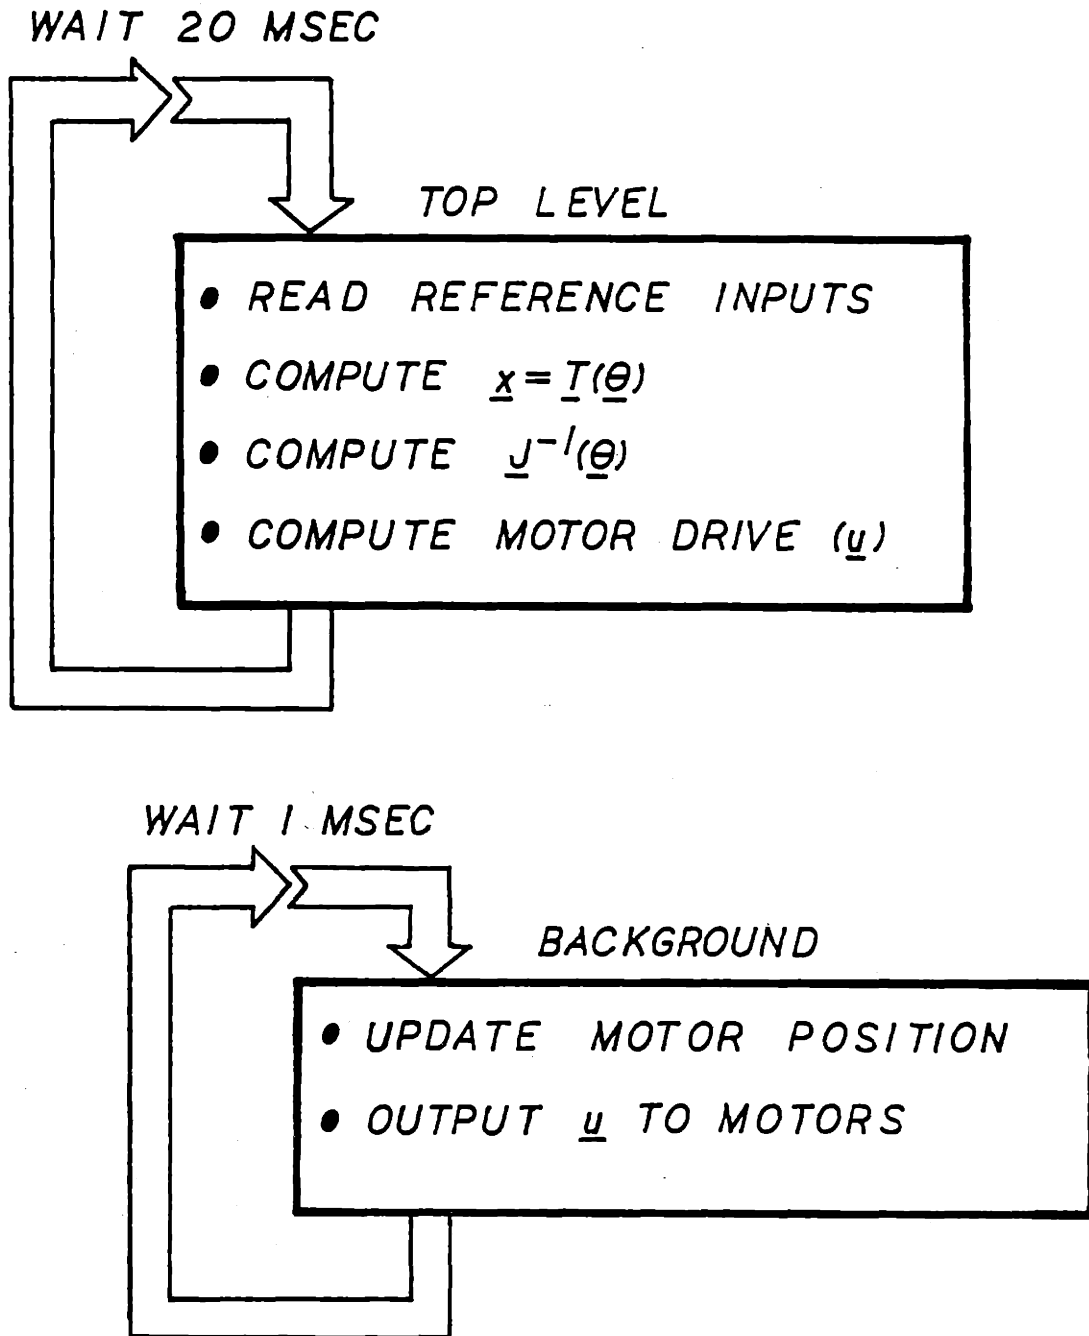 WAIT 20 MSEC
TOP LEVEL
• READ REFERENCE INPUTS
• COMPUTE x = T(θ)
• COMPUTE J⁻¹(θ)
• COMPUTE MOTOR DRIVE (u)
WAIT 1 MSEC
BACKGROUND
• UPDATE MOTOR POSITION
• OUTPUT u TO MOTORS